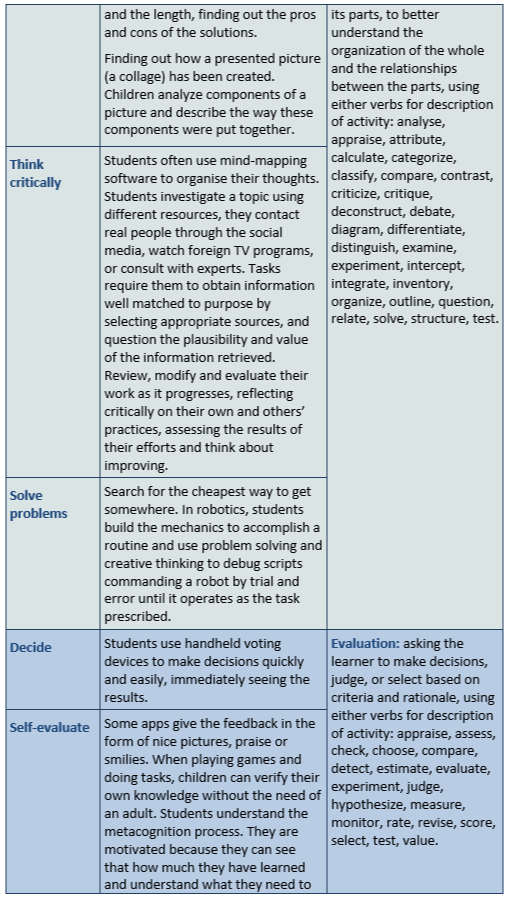 and the length, finding out the pros
and cons of the solutions.
Finding out how a presented picture
(a collage) has been created.
Children analyze components of a
picture and describe the way these
components were put together.
its parts, to better
understand the
organization of the whole
and the relationships
between the parts, using
either verbs for description
of activity: analyse,
appraise, attribute,
calculate, categorize,
classify, compare, contrast,
criticize, critique,
deconstruct, debate,
diagram, differentiate,
distinguish, examine,
experiment, intercept,
integrate, inventory,
organize, outline, question,
relate, solve, structure, test.
Think
critically
Students often use mind-mapping
software to organise their thoughts.
Students investigate a topic using
different resources, they contact
real people through the social
media, watch foreign TV programs,
or consult with experts. Tasks
require them to obtain information
well matched to purpose by
selecting appropriate sources, and
question the plausibility and value
of the information retrieved.
Review, modify and evaluate their
work as it progresses, reflecting
critically on their own and others’
practices, assessing the results of
their efforts and think about
improving.
Solve
problems
Search for the cheapest way to get
somewhere. In robotics, students
build the mechanics to accomplish a
routine and use problem solving and
creative thinking to debug scripts
commanding a robot by trial and
error until it operates as the task
prescribed.
Decide
Students use handheld voting
devices to make decisions quickly
and easily, immediately seeing the
results.
Evaluation: asking the
learner to make decisions,
judge, or select based on
criteria and rationale, using
either verbs for description
of activity: appraise, assess,
check, choose, compare,
detect, estimate, evaluate,
experiment, judge,
hypothesize, measure,
monitor, rate, revise, score,
select, test, value.
Self-evaluate
Some apps give the feedback in the
form of nice pictures, praise or
smilies. When playing games and
doing tasks, children can verify their
own knowledge without the need of
an adult. Students understand the
metacognition process. They are
motivated because they can see
that how much they have learned
and understand what they need to